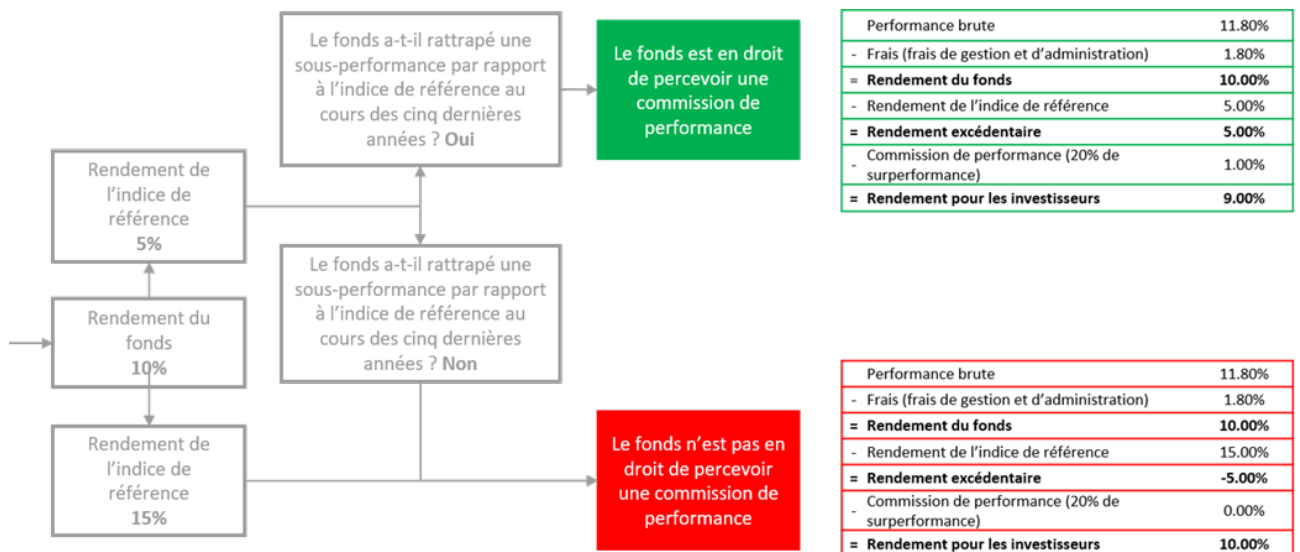 Le fonds a-t-il rattrapé une
sous-performance par rapport
à l'indice de référence au
cours des cinq dernières
années ? Oui
Le fonds est en droit
de percevoir une
commission de
performance
Performance brute 11.80%
- Frais (frais de gestion et d'administration) 1.80%
= Rendement du fonds 10.00%
- Rendement de l'indice de référence 5.00%
= Rendement excédentaire 5.00%
- Commission de performance (20% de
surperformance) 1.00%
= Rendement pour les investisseurs 9.00%
Rendement de
l'indice de
référence
5%
Le fonds a-t-il rattrapé une
sous-performance par rapport
à l'indice de référence au
cours des cinq dernières
années ? Non
Rendement du
fonds
10%
Rendement de
l'indice de
référence
15%
Le fonds n'est pas en
droit de percevoir
une commission de
performance
Performance brute 11.80%
- Frais (frais de gestion et d'administration) 1.80%
= Rendement du fonds 10.00%
- Rendement de l'indice de référence 15.00%
= Rendement excédentaire -5.00%
- Commission de performance (20% de
surperformance) 0.00%
= Rendement pour les investisseurs 10.00%